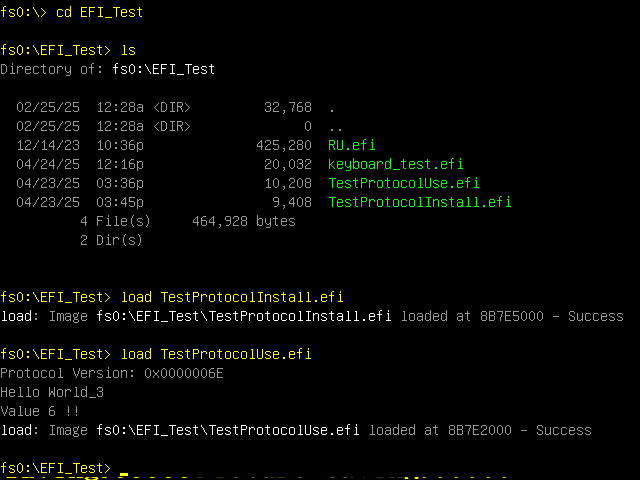 fs0:\> cd EFI_Test
fs0:\EFI_Test> ls
Directory of: fs0:\EFI_Test
02/25/25 12:28a <DIR> 32,768 .
02/25/25 12:28a <DIR> 0 ..
12/14/23 10:36p 425,280 RU.efi
04/24/25 12:16p 20,032 keyboard_test.efi
04/23/25 03:36p 10,208 TestProtocolUse.efi
04/23/25 03:45p 9,408 TestProtocolInstall.efi
4 File(s) 464,928 bytes
2 Dir(s)
fs0:\EFI_Test> load TestProtocolInstall.efi
load: Image fs0:\EFI_Test\TestProtocolInstall.efi loaded at 8B7E5000 - Success
fs0:\EFI_Test> load TestProtocolUse.efi
Protocol Version: 0x0000006E
Hello World_3
Value 6 !!
load: Image fs0:\EFI_Test\TestProtocolUse.efi loaded at 8B7E2000 - Success
fs0:\EFI_Test> _